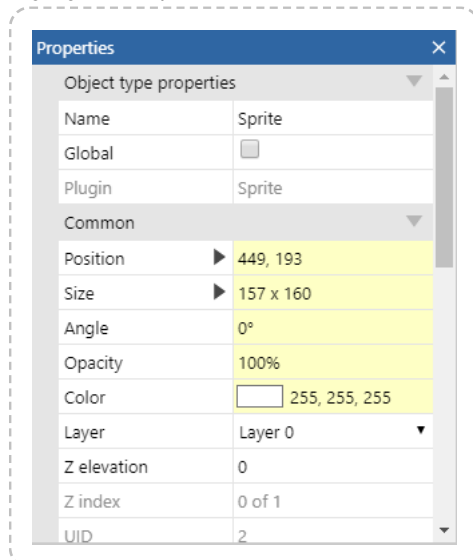 Properties
Object type properties
Name Sprite
Global
Plugin Sprite
Common
Position 449, 193
Size 157 x 160
Angle 0°
Opacity 100%
Color 255, 255, 255
Layer Layer 0
Z elevation 0
Z index 0 of 1
UID 2